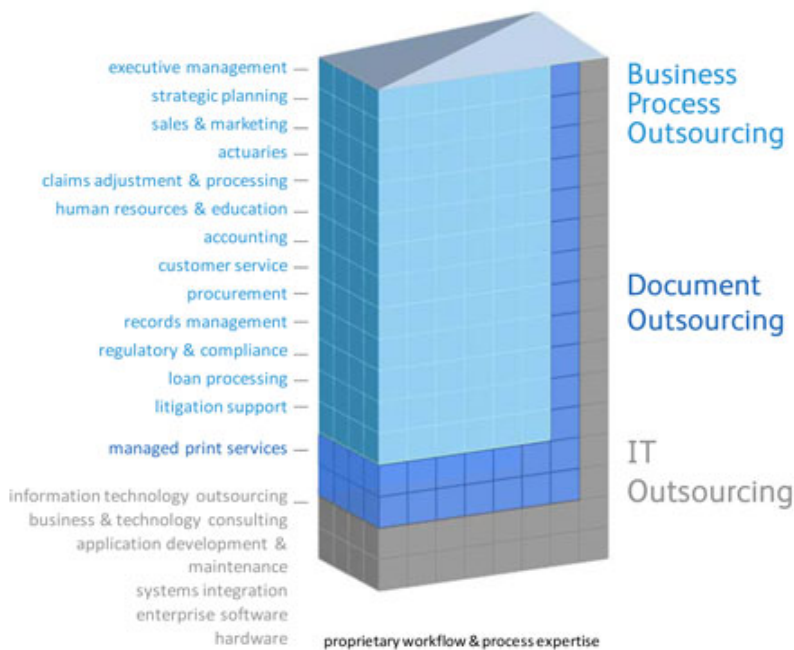 executive management
strategic planning
sales & marketing
actuaries
claims adjustment & processing
human resources & education
accounting
customer service
procurement
records management
regulatory & compliance
loan processing
litigation support
managed print services
information technology outsourcing
business & technology consulting
application development &
maintenance
systems integration
enterprise software
hardware
Business
Process
Outsourcing
Document
Outsourcing
IT
Outsourcing
proprietary workflow & process expertise